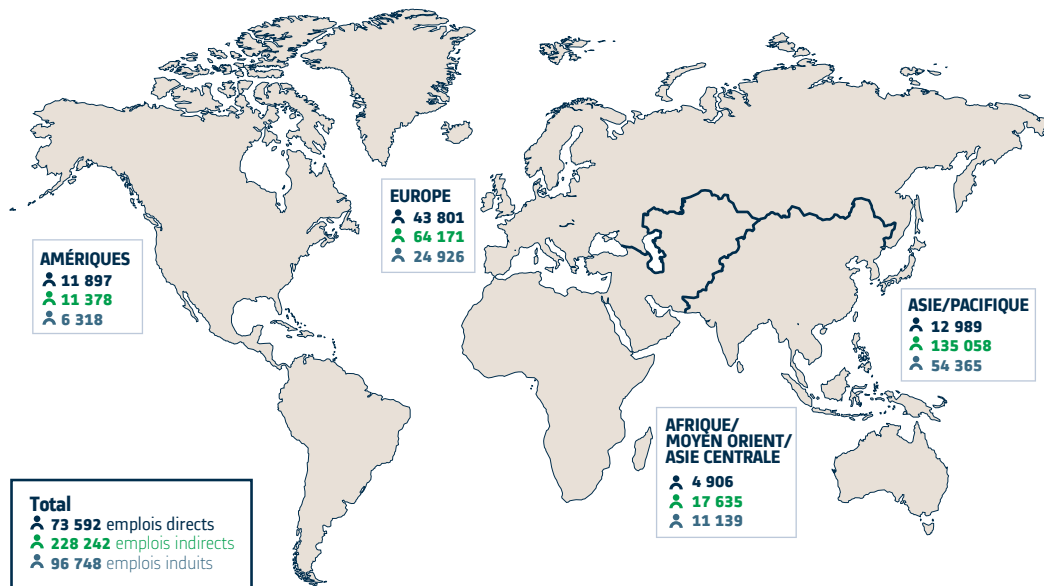 EUROPE
43 801
64 171
24 926
AMÉRIQUES
11 897
11 378
6 318
ASIE/PACIFIQUE
12 989
135 058
54 365
AFRIQUE/
MOYEN ORIENT/
ASIE CENTRALE
4 906
17 635
11 139
Total
73 592 emplois directs
228 242 emplois indirects
96 748 emplois induits